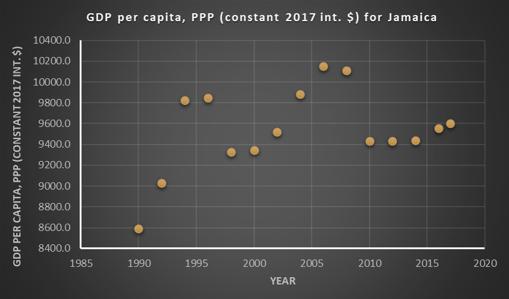 GDP per capita, PPP (constant 2017 int. $) for Jamaica
GDP PER CAPITA, PPP (CONSTANT 2017 INT. $)
10400.0
10200.0
10000.0
9800.0
9600.0
9400.0
9200.0
9000.0
8800.0
8600.0
8400.0
1985 1990 1995 2000 2005 2010 2015 2020
YEAR